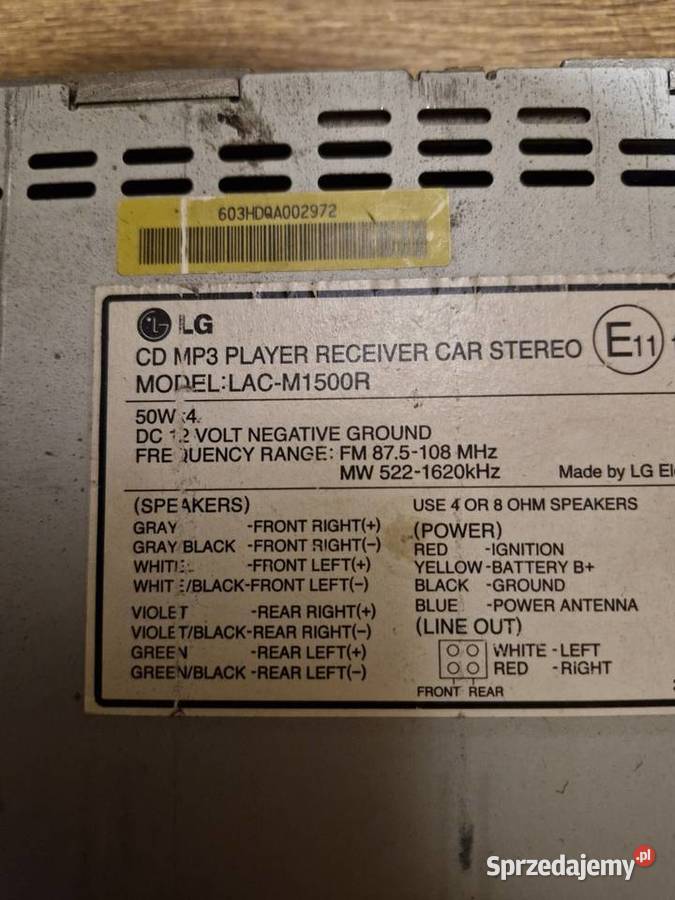 603HDQA002972
LG
CD MP3 PLAYER RECEIVER CAR STEREO
E11
MODEL:LAC-M1500R
50W x4
DC 12 VOLT NEGATIVE GROUND
FREQUENCY RANGE: FM 87.5-108 MHz
MW 522-1620kHz
Made by LG El
(SPEAKERS)
GRAY -FRONT RIGHT(+)
GRAY/BLACK -FRONT RIGHT(-)
WHITE -FRONT LEFT(+)
WHITE/BLACK-FRONT LEFT(-)
VIOLET -REAR RIGHT(+)
VIOLET/BLACK-REAR RIGHT(-)
GREEN -REAR LEFT(+)
GREEN/BLACK -REAR LEFT(-)
USE 4 OR 8 OHM SPEAKERS
(POWER)
RED -IGNITION
YELLOW-BATTERY B+
BLACK -GROUND
BLUE -POWER ANTENNA
(LINE OUT)
WHITE -LEFT
RED -RIGHT
FRONT REAR
Sprzedajemy.pl